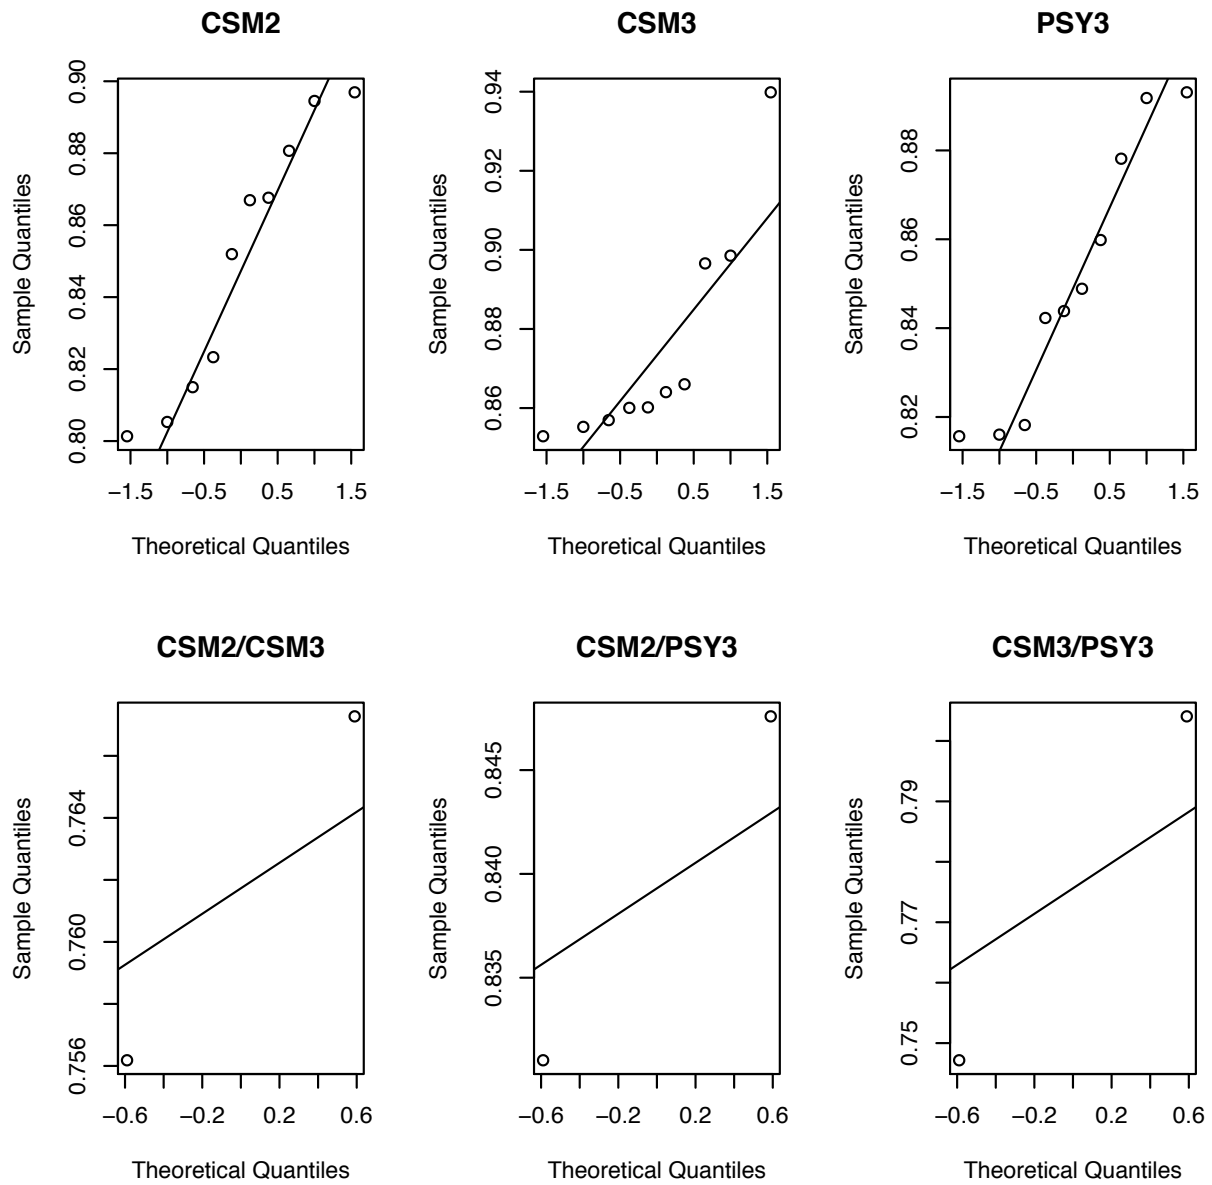 CSM2
0.80 0.82 0.84 0.86 0.88 0.90
Sample Quantiles
−1.5 −0.5 0.5 1.5
Theoretical Quantiles
CSM3
0.86 0.88 0.90 0.92 0.94
Sample Quantiles
−1.5 −0.5 0.5 1.5
Theoretical Quantiles
PSY3
0.82 0.84 0.86 0.88
Sample Quantiles
−1.5 −0.5 0.5 1.5
Theoretical Quantiles
CSM2/CSM3
0.756 0.760 0.764
Sample Quantiles
−0.6 −0.2 0.2 0.6
Theoretical Quantiles
CSM2/PSY3
0.835 0.840 0.845
Sample Quantiles
−0.6 −0.2 0.2 0.6
Theoretical Quantiles
CSM3/PSY3
0.75 0.77 0.79
Sample Quantiles
−0.6 −0.2 0.2 0.6
Theoretical Quantiles